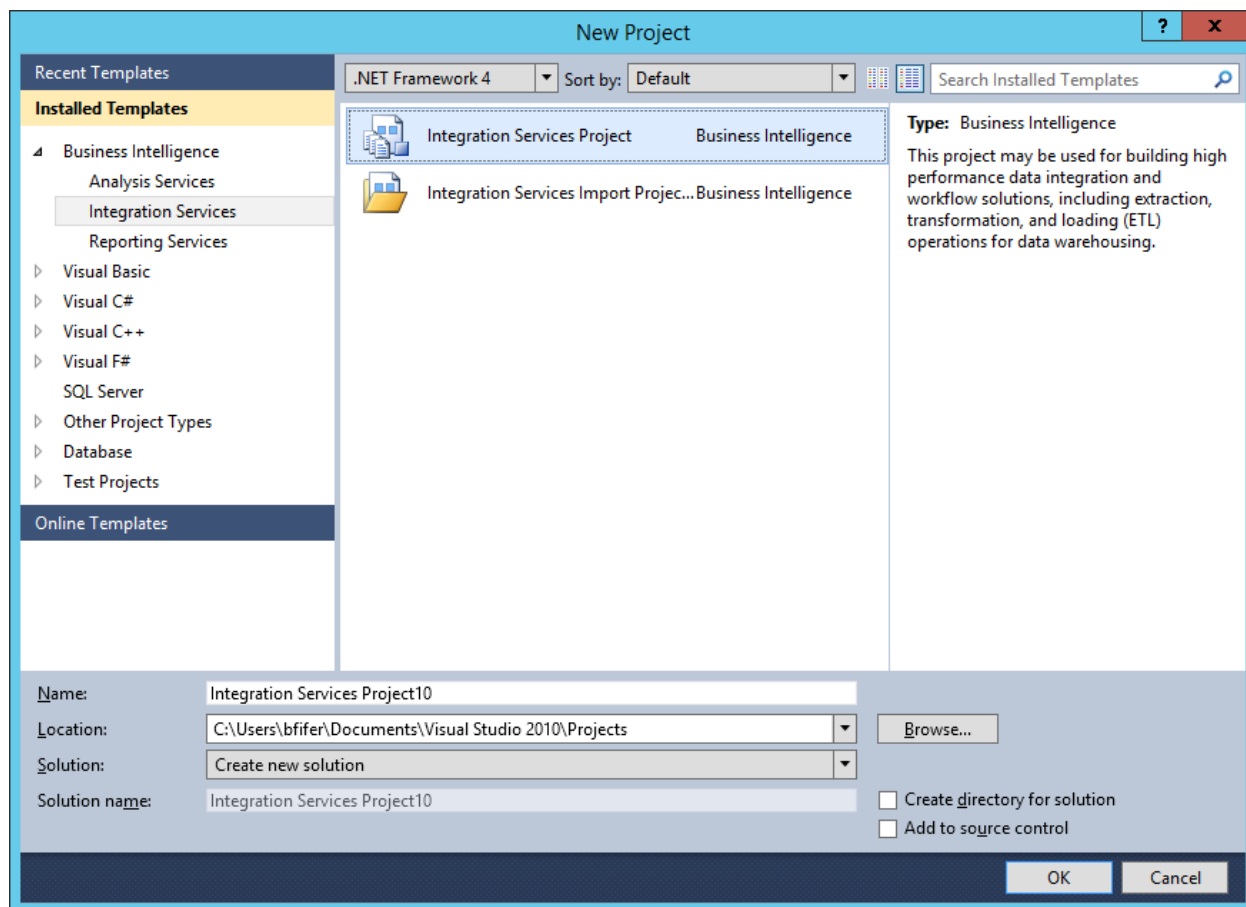 New Project
?
x
Recent Templates
Installed Templates
Business Intelligence
Analysis Services
Integration Services
Reporting Services
Visual Basic
Visual C#
Visual C++
Visual F#
SQL Server
Other Project Types
Database
Test Projects
Online Templates
.NET Framework 4
Sort by:
Default
Search Installed Templates
Integration Services Project Business Intelligence
Integration Services Import Projec... Business Intelligence
Type: Business Intelligence
This project may be used for building high
performance data integration and
workflow solutions, including extraction,
transformation, and loading (ETL)
operations for data warehousing.
Name: Integration Services Project10
Location: C:\Users\bfifer\Documents\Visual Studio 2010\Projects
Browse...
Solution: Create new solution
Solution name: Integration Services Project10
Create directory for solution
Add to source control
OK
Cancel